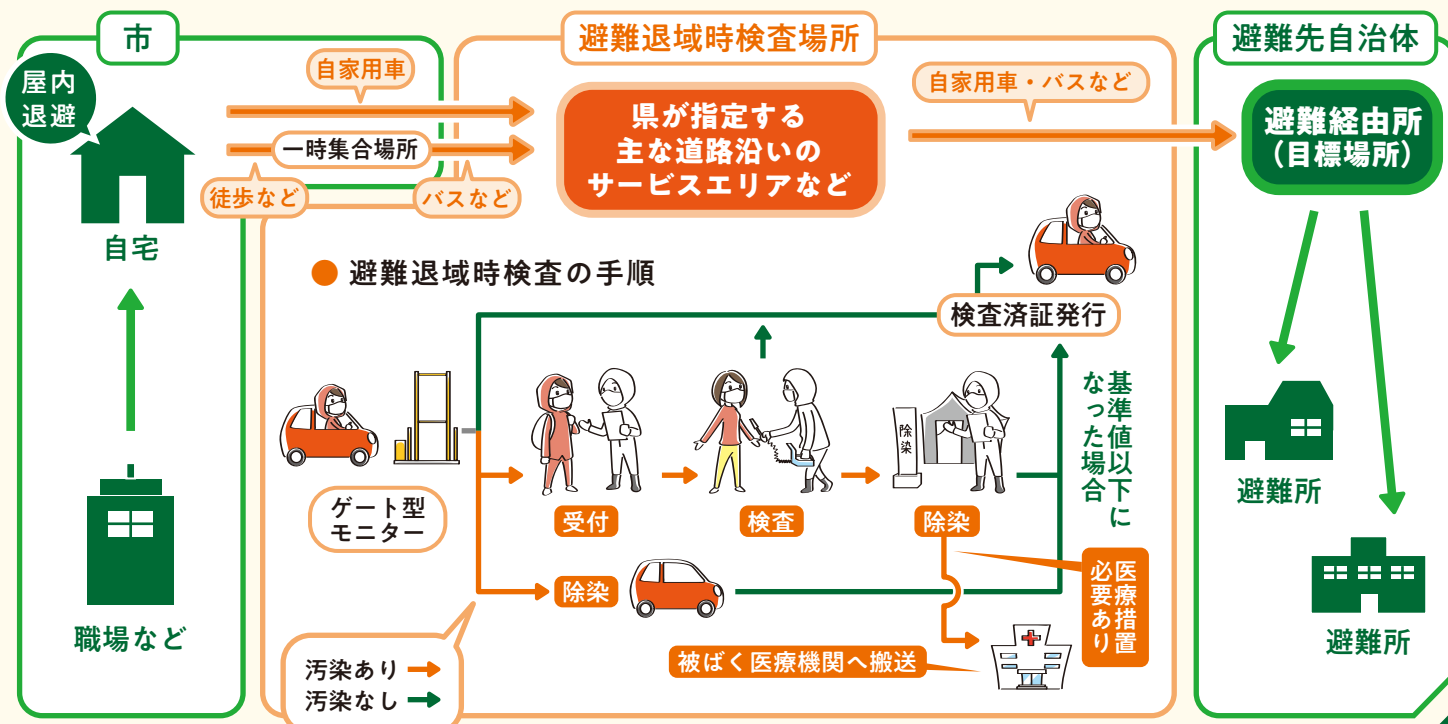 市
屋内
退避
自宅
職場など
自家用車
一時集合場所
徒歩など
バスなど
避難退域時検査場所
県が指定する
主な道路沿いの
サービスエリアなど
自家用車・バスなど
避難先自治体
避難経由所
(目標場所)
避難所
避難所
● 避難退域時検査の手順
検査済証発行
ゲート型
モニター
受付
検査
除染
除染
基準値以下に
なった場合
除染
医療措置
必要あり
被ばく医療機関へ搬送
汚染あり
汚染なし